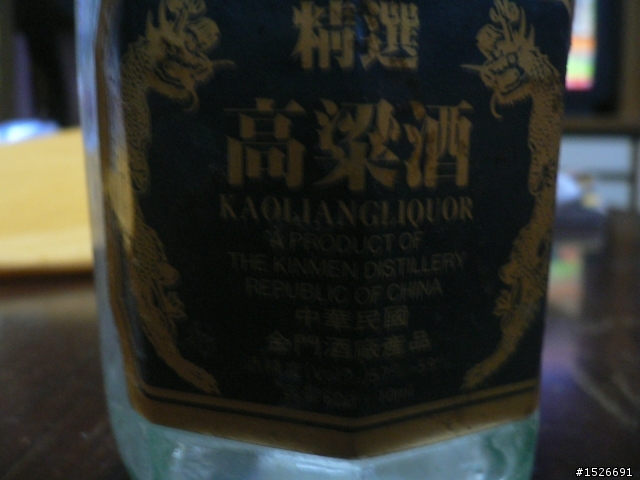 精選
高粱酒
KAOLIANG LIQUOR
A PRODUCT OF
THE KINMEN DISTILLERY
REPUBLIC OF CHINA
中華民國
金門酒廠產品
#1526691